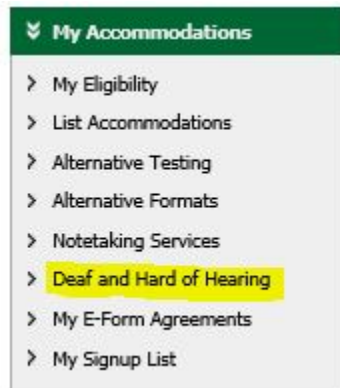 My Accommodations
My Eligibility
List Accommodations
Alternative Testing
Alternative Formats
Notetaking Services
Deaf and Hard of Hearing
My E-Form Agreements
My Signup List